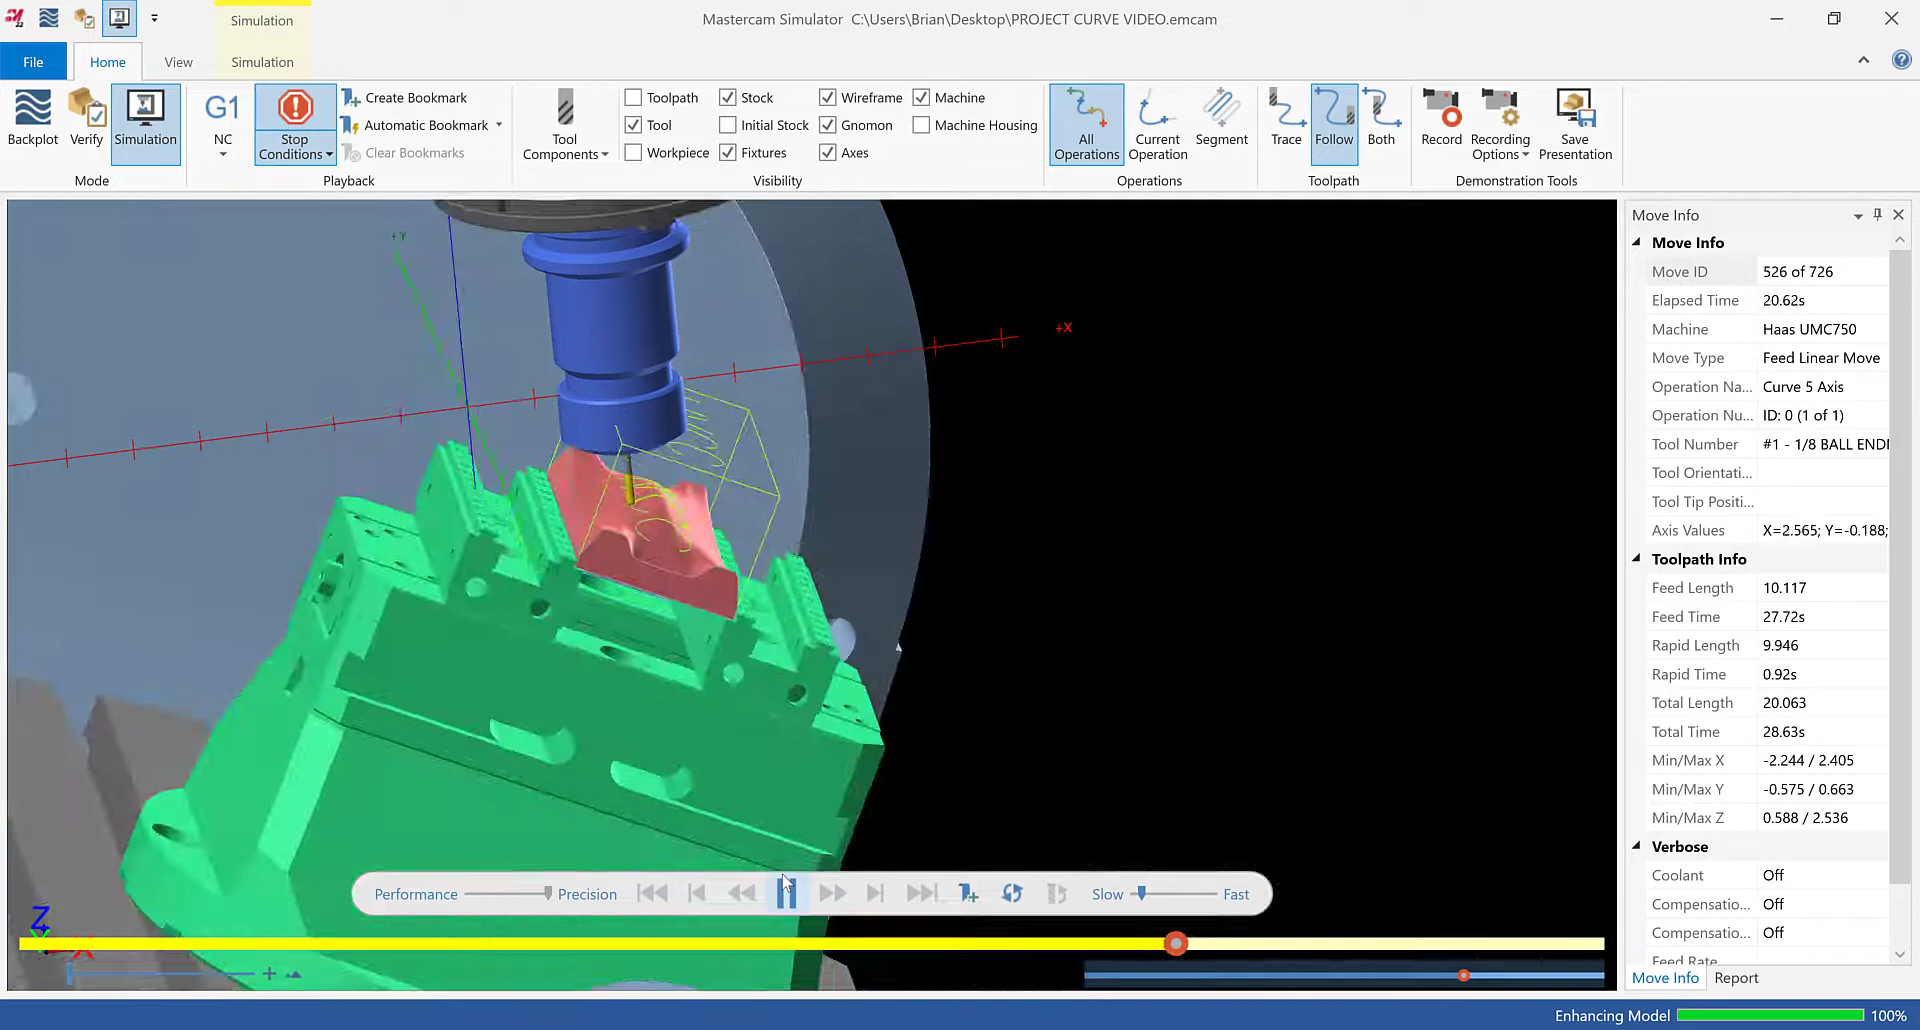 Simulation
Mastercam Simulator C:\Users\Brian\Desktop\PROJECT CURVE VIDEO.emcam
File
Home
View
Simulation
Backplot
Verify
Simulation
Mode
G1
NC
Stop Conditions
Create Bookmark
Automatic Bookmark
Clear Bookmarks
Playback
Tool Components
Toolpath
Stock
Wireframe
Machine
Tool
Initial Stock
Gnomon
Machine Housing
Workpiece
Fixtures
Axes
Visibility
All Operations
Current Operation
Segment
Operations
Trace
Follow
Both
Toolpath
Record
Recording Options
Save Presentation
Demonstration Tools
+Y
+X
Z
X
Performance
Precision
Slow
Fast
Move Info
Move Info
Move ID 526 of 726
Elapsed Time 20.62s
Machine Haas UMC750
Move Type Feed Linear Move
Operation Na... Curve 5 Axis
Operation Nu... ID: 0 (1 of 1)
Tool Number #1 - 1/8 BALL ENDI
Tool Orientati...
Tool Tip Positi...
Axis Values X=2.565; Y=-0.188;
Toolpath Info
Feed Length 10.117
Feed Time 27.72s
Rapid Length 9.946
Rapid Time 0.92s
Total Length 20.063
Total Time 28.63s
Min/Max X -2.244 / 2.405
Min/Max Y -0.575 / 0.663
Min/Max Z 0.588 / 2.536
Verbose
Coolant Off
Compensatio... Off
Compensatio... Off
Feed Rate
Move Info
Report
Enhancing Model 100%